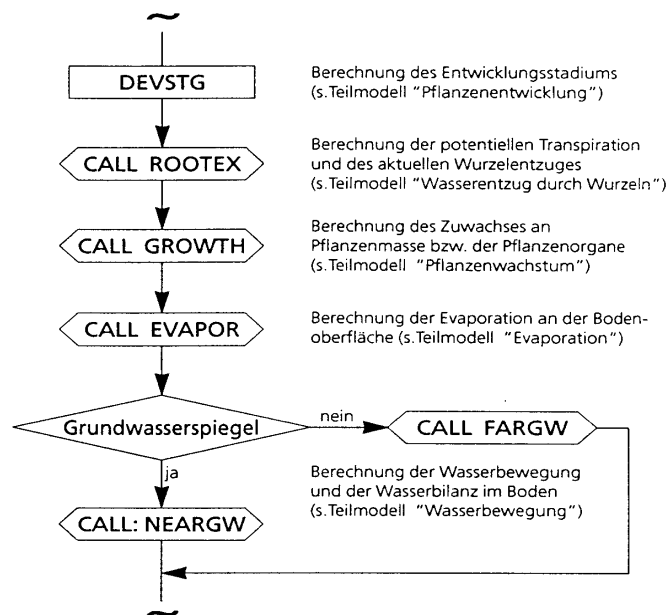 DEVSTG
Berechnung des Entwicklungsstadiums
(s.Teilmodell "Pflanzenentwicklung")
CALL ROOTEX
Berechnung der potentiellen Transpiration
und des aktuellen Wurzelentzuges
(s.Teilmodell "Wasserentzug durch Wurzeln")
CALL GROWTH
Berechnung des Zuwachses an
Pflanzenmasse bzw. der Pflanzenorgane
(s.Teilmodell "Pflanzenwachstum")
CALL EVAPOR
Berechnung der Evaporation an der Boden-
oberfläche (s.Teilmodell "Evaporation")
Grundwasserspiegel
nein
CALL FARGW
ja
Berechnung der Wasserbewegung
und der Wasserbilanz im Boden
(s.Teilmodell "Wasserbewegung")
CALL: NEARGW